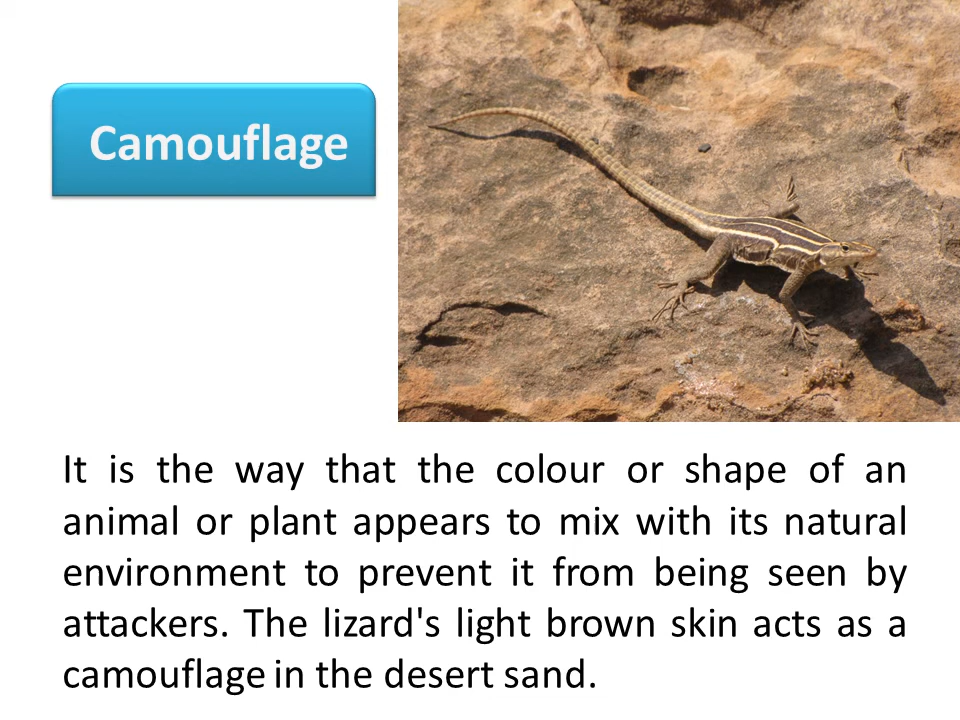 Camouflage
It is the way that the colour or shape of an
animal or plant appears to mix with its natural
environment to prevent it from being seen by
attackers. The lizard's light brown skin acts as a
camouflage in the desert sand.